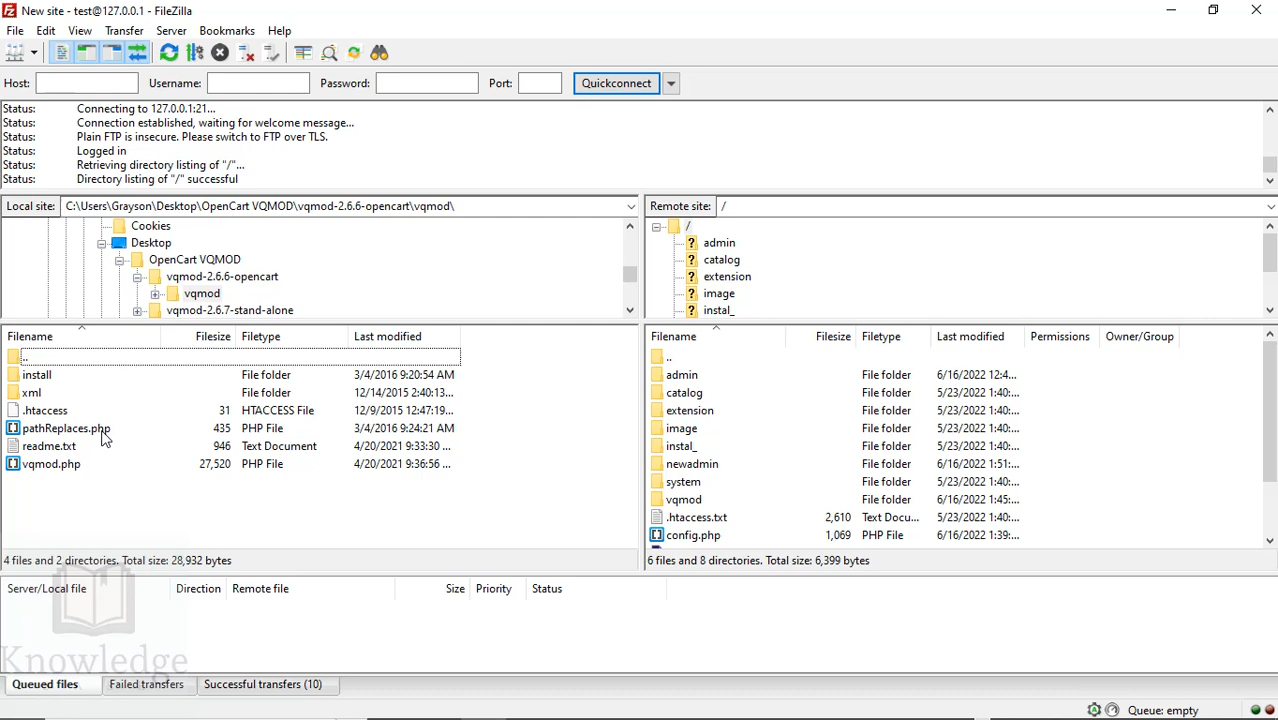 New site - test@127.0.0.1 - FileZilla
File Edit View Transfer Server Bookmarks Help
Host: Username: Password: Port: Quickconnect
Status: Connecting to 127.0.0.1:21...
Status: Connection established, waiting for welcome message...
Status: Plain FTP is insecure. Please switch to FTP over TLS.
Status: Logged in
Status: Retrieving directory listing of "/"...
Status: Directory listing of "/" successful
Local site: C:\Users\Grayson\Desktop\OpenCart VQMOD\vqmod-2.6.6-opencart\vqmod\
Cookies
Desktop
OpenCart VQMOD
vqmod-2.6.6-opencart
vqmod
vqmod-2.6.7-stand-alone
Remote site: /
/
admin
catalog
extension
image
instal_
Filename Filesize Filetype Last modified
..
install File folder 3/4/2016 9:20:54 AM
xml File folder 12/14/2015 2:40:13...
.htaccess 31 HTACCESS File 12/9/2015 12:47:19...
pathReplaces.php 435 PHP File 3/4/2016 9:24:21 AM
readme.txt 946 Text Document 4/20/2021 9:33:30 ...
vqmod.php 27,520 PHP File 4/20/2021 9:36:56 ...
4 files and 2 directories. Total size: 28,932 bytes
Filename Filesize Filetype Last modified Permissions Owner/Group
..
admin File folder 6/16/2022 12:4...
catalog File folder 5/23/2022 1:40:...
extension File folder 5/23/2022 1:40:...
image File folder 5/23/2022 1:40:...
instal_ File folder 5/23/2022 1:40:...
newadmin File folder 6/16/2022 1:51:...
system File folder 5/23/2022 1:40:...
vqmod File folder 6/16/2022 1:45:...
.htaccess.txt 2,610 Text Docu... 5/23/2022 1:40:...
config.php 1,069 PHP File 6/16/2022 1:39:...
6 files and 8 directories. Total size: 6,399 bytes
Server/Local file Direction Remote file Size Priority Status
Knowledge
Queued files Failed transfers Successful transfers (10)
Queue: empty